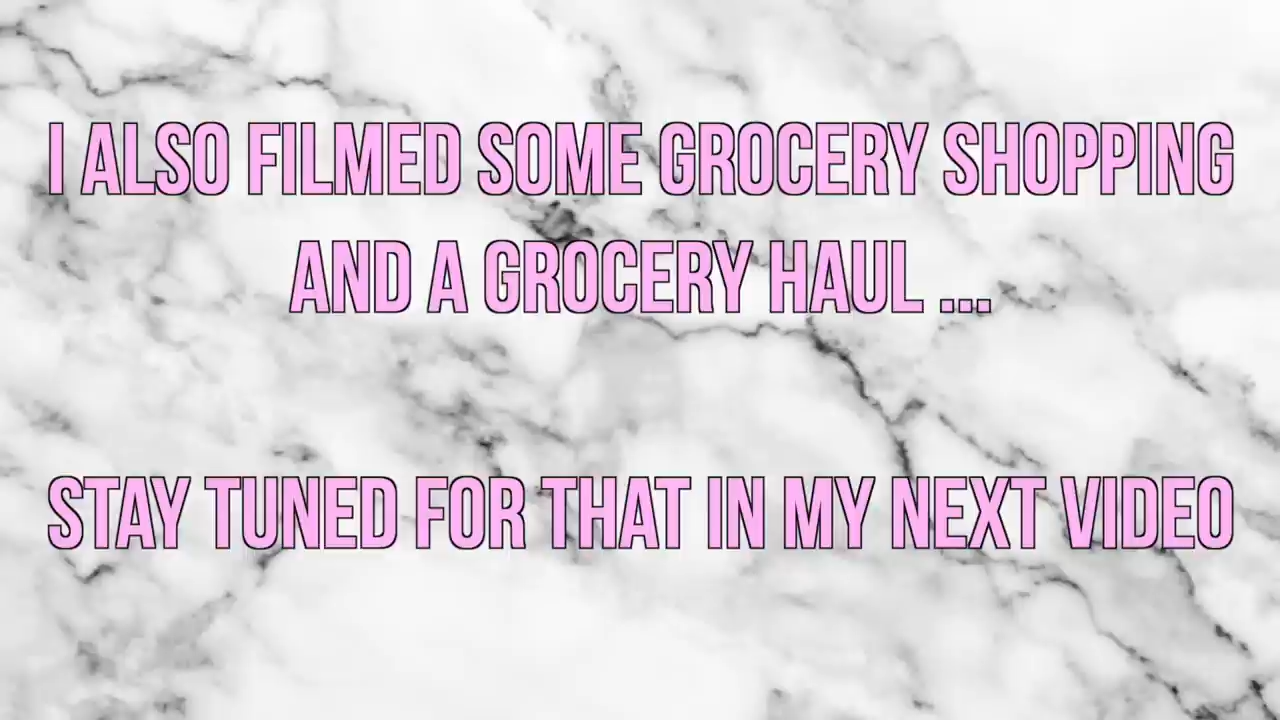 I ALSO FILMED SOME GROCERY SHOPPING
AND A GROCERY HAUL ...
STAY TUNED FOR THAT IN MY NEXT VIDEO